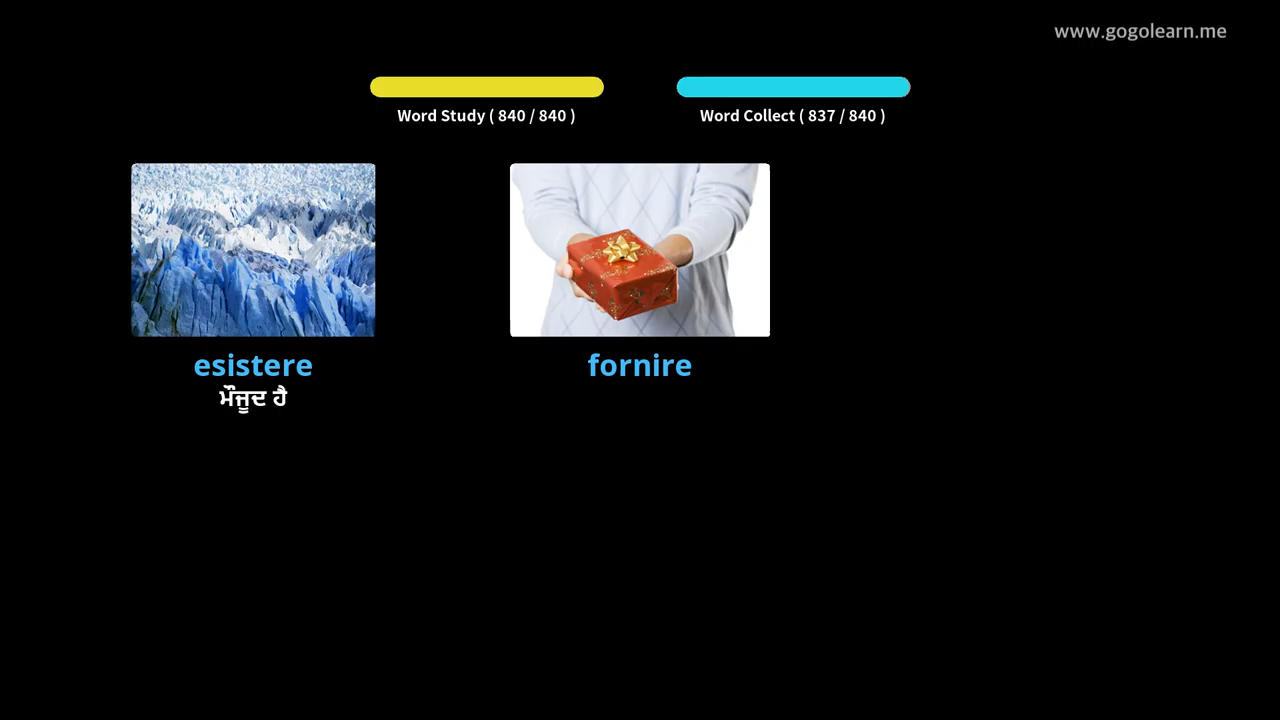 www.gogolearn.me
Word Study ( 840 / 840 )
Word Collect ( 837 / 840 )
esistere
ਮੌਜੂਦ ਹੈ
fornire